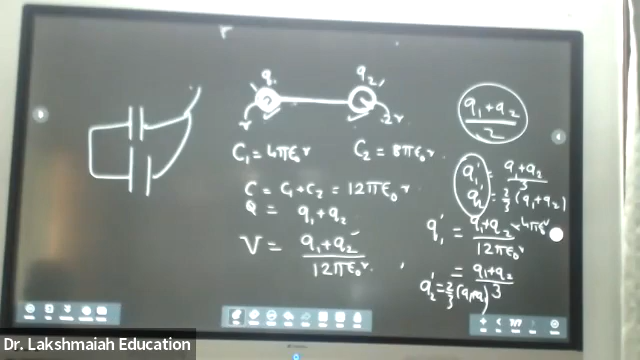 q₁ q₂
r 2r
C₁ = 4πε₀r C₂ = 8πε₀r
C = C₁ + C₂ = 12πε₀r
Q = q₁ + q₂
V = (q₁ + q₂) / 12πε₀r
(q₁ + q₂) / 2
q₁' = (q₁ + q₂) / 3
q₂' = 2/3 (q₁ + q₂)
q₁' = (q₁ + q₂) / 12πε₀r × 4πε₀r
= (q₁ + q₂) / 3
q₂' = 2/3 (q₁ + q₂)
Dr. Lakshmaiah Education